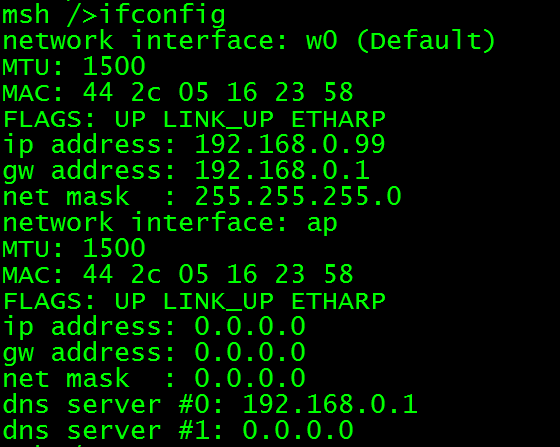 msh />ifconfig
network interface: w0 (Default)
MTU: 1500
MAC: 44 2c 05 16 23 58
FLAGS: UP LINK_UP ETHARP
ip address: 192.168.0.99
gw address: 192.168.0.1
net mask  : 255.255.255.0
network interface: ap
MTU: 1500
MAC: 44 2c 05 16 23 58
FLAGS: UP LINK_UP ETHARP
ip address: 0.0.0.0
gw address: 0.0.0.0
net mask  : 0.0.0.0
dns server #0: 192.168.0.1
dns server #1: 0.0.0.0